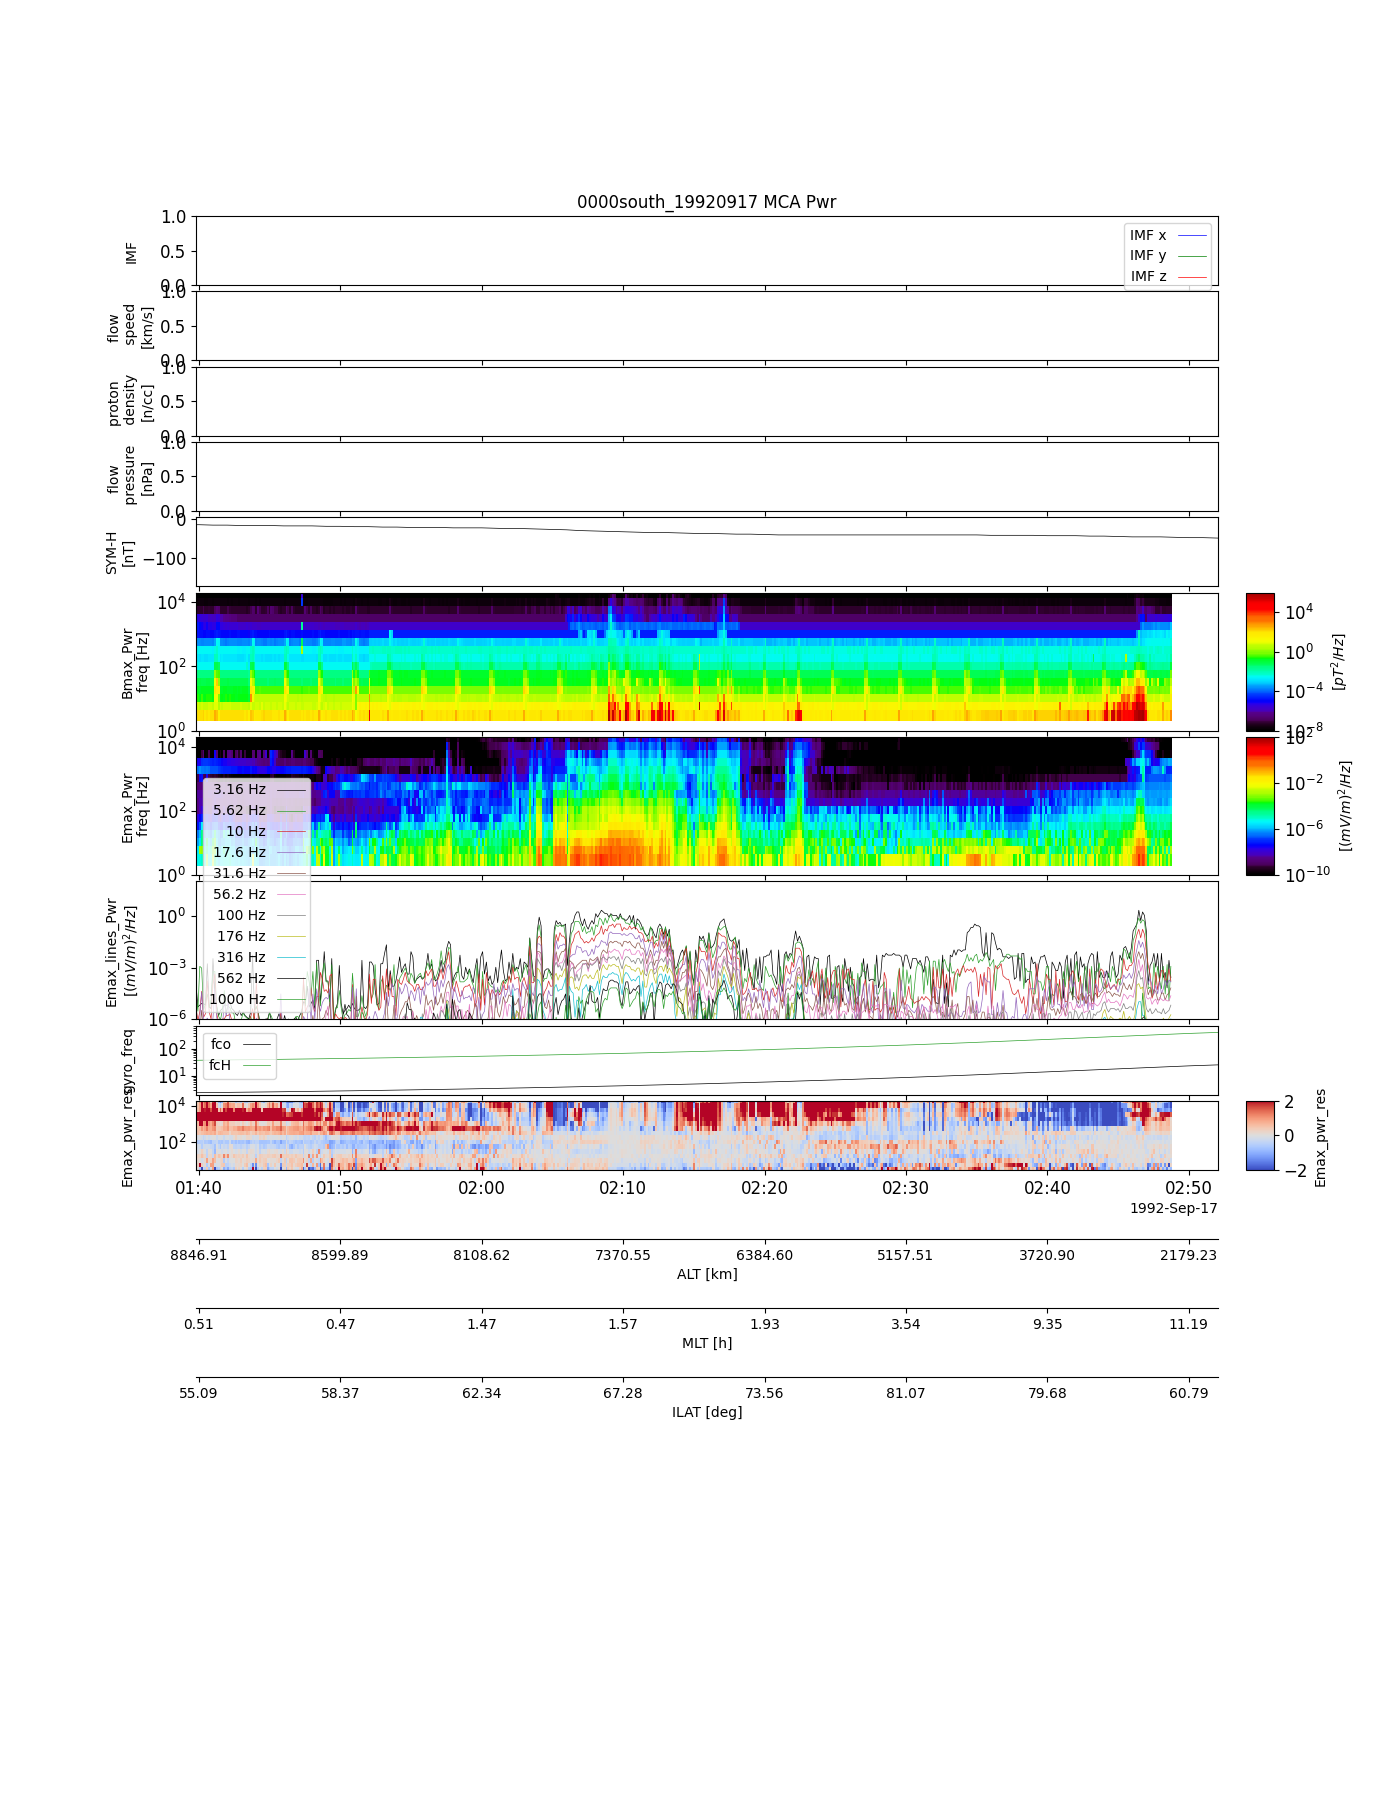 0000south_19920917 MCA Pwr
1.0
0.5
0.0
IMF
IMF x
IMF y
IMF z
1.0
0.5
0.0
flow
speed
[km/s]
1.0
0.5
0.0
proton
density
[n/cc]
1.0
0.5
0.0
flow
pressure
[nPa]
0
−100
SYM-H
[nT]
10^4
10^2
10^0
Bmax_Pwr
freq [Hz]
10^4
10^0
10^−4
10^−8
[pT^2/Hz]
10^4
10^2
10^0
Emax_Pwr
freq [Hz]
10^2
10^−2
10^−6
10^−10
[(mV/m)^2/Hz]
3.16 Hz
5.62 Hz
10 Hz
17.6 Hz
31.6 Hz
56.2 Hz
100 Hz
176 Hz
316 Hz
562 Hz
1000 Hz
10^0
10^−3
10^−6
Emax_lines_Pwr
[(mV/m)^2/Hz]
10^2
10^1
gyro_freq
fco
fcH
10^4
10^2
Emax_pwr_res
2
0
−2
Emax_pwr_res
01:40 01:50 02:00 02:10 02:20 02:30 02:40 02:50
1992-Sep-17
8846.91 8599.89 8108.62 7370.55 6384.60 5157.51 3720.90 2179.23
ALT [km]
0.51 0.47 1.47 1.57 1.93 3.54 9.35 11.19
MLT [h]
55.09 58.37 62.34 67.28 73.56 81.07 79.68 60.79
ILAT [deg]